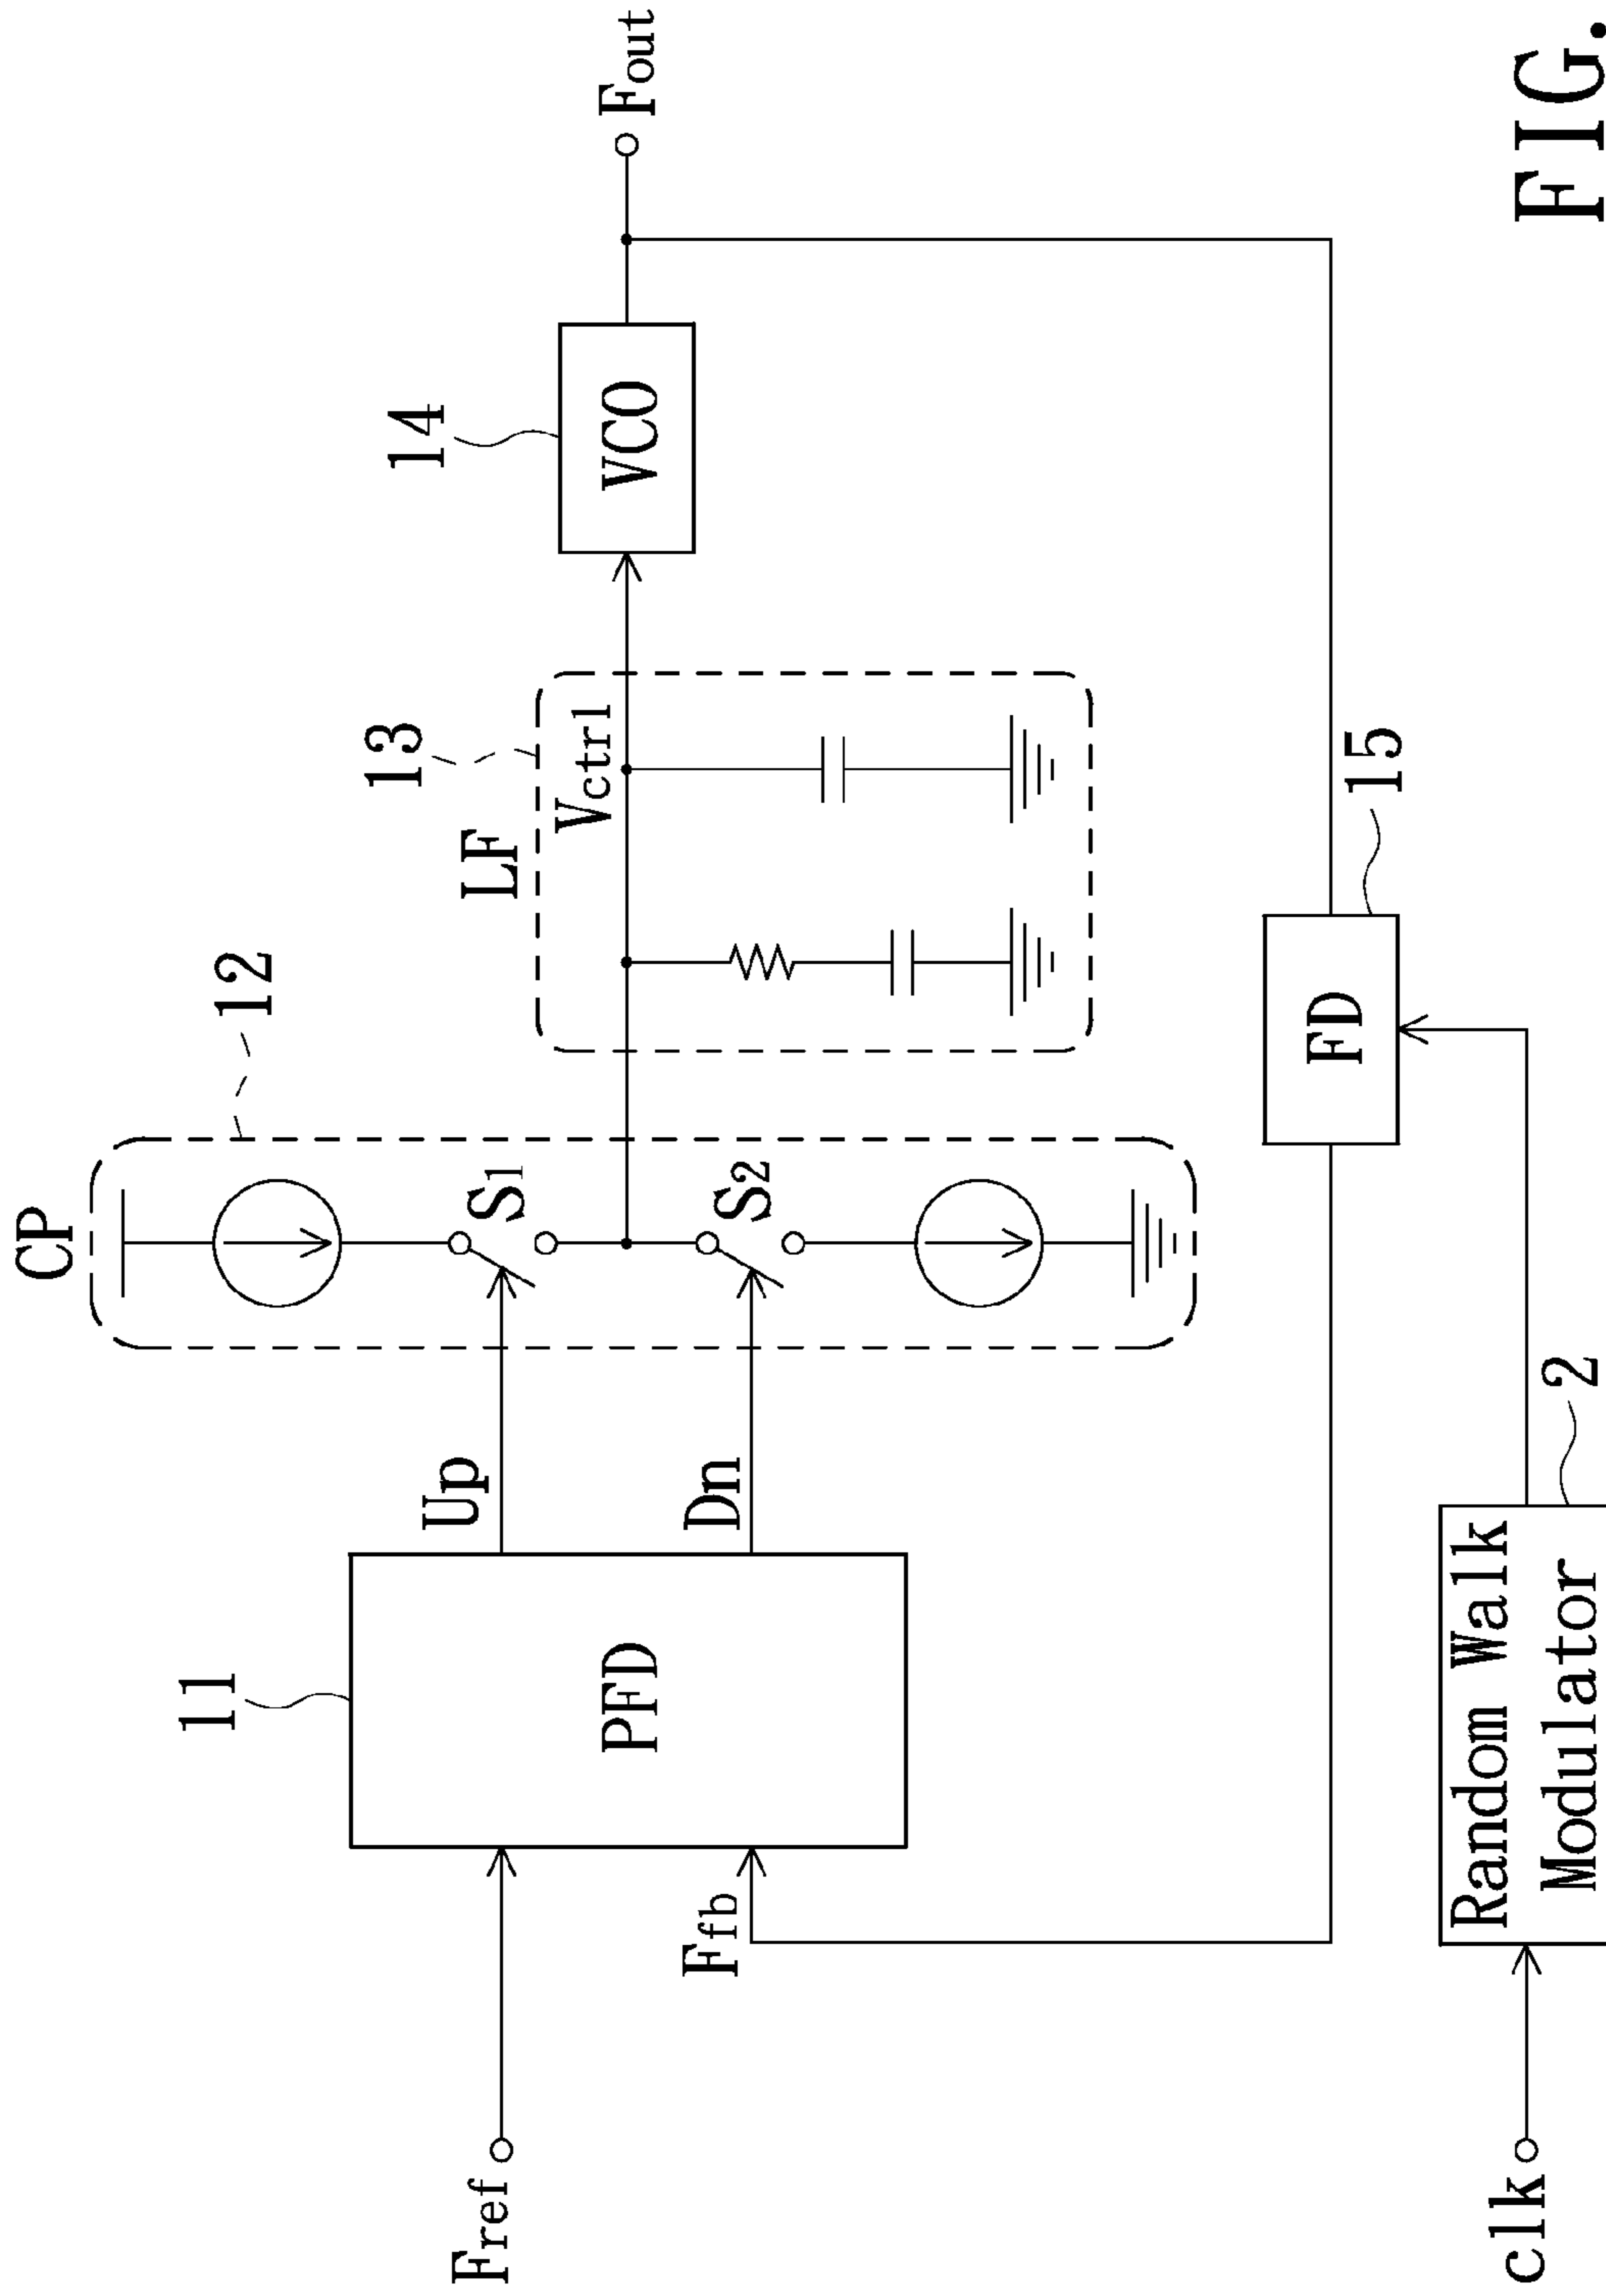 CP
12
LF
13
14
11
Up
S1
Vctrl
VCO
Fout
Fref
PFD
Dn
S2
Ffb
FD
15
clk
Random Walk
Modulator
2
FIG.